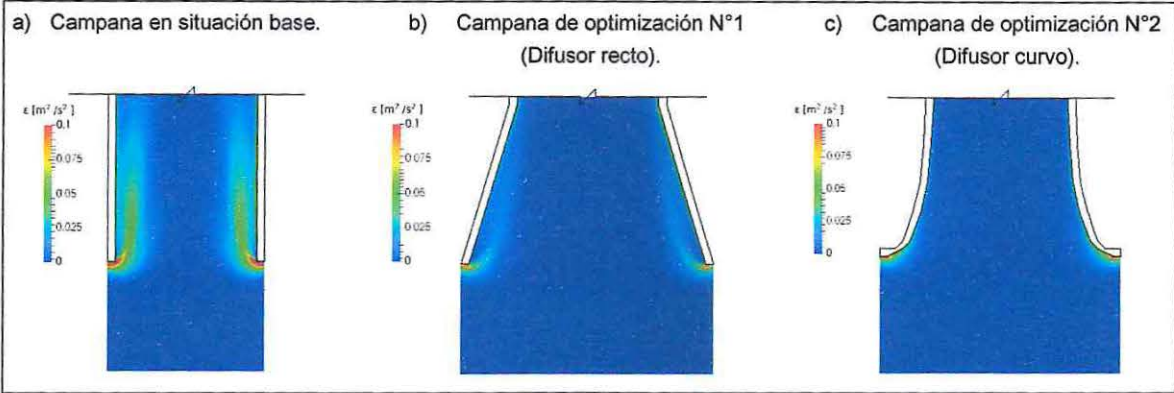 a) Campana en situación base.
b) Campana de optimización N°1
(Difusor recto).
c) Campana de optimización N°2
(Difusor curvo).
ε [m²/s²]
0.1
0.075
0.05
0.025
0
ε [m²/s²]
0.1
0.075
0.05
0.025
0
ε [m²/s²]
0.1
0.075
0.05
0.025
0